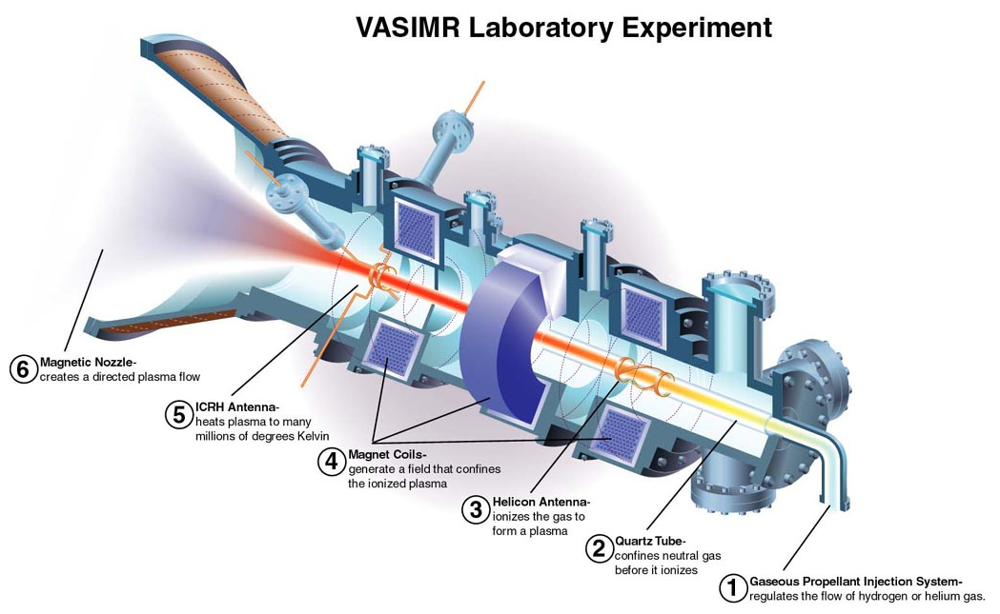 VASIMR Laboratory Experiment
6 Magnetic Nozzle-
creates a directed plasma flow
5 ICRH Antenna-
heats plasma to many
millions of degrees Kelvin
4 Magnet Coils-
generate a field that confines
the ionized plasma
3 Helicon Antenna-
ionizes the gas to
form a plasma
2 Quartz Tube-
confines neutral gas
before it ionizes
1 Gaseous Propellant Injection System-
regulates the flow of hydrogen or helium gas.